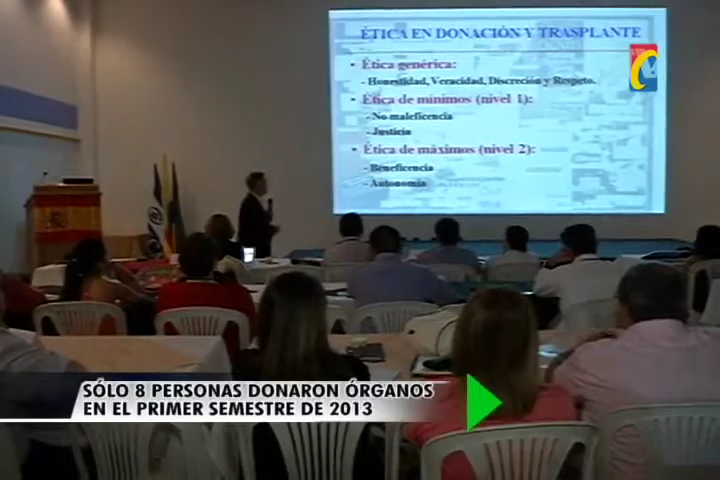 ÉTICA EN DONACIÓN Y TRASPLANTE
• Ética genérica:
- Honestidad, Veracidad, Discreción y Respeto.
• Ética de mínimos (nivel 1):
- No maleficencia
- Justicia
• Ética de máximos (nivel 2):
- Beneficencia
- Autonomía
SÓLO 8 PERSONAS DONARON ÓRGANOS
EN EL PRIMER SEMESTRE DE 2013